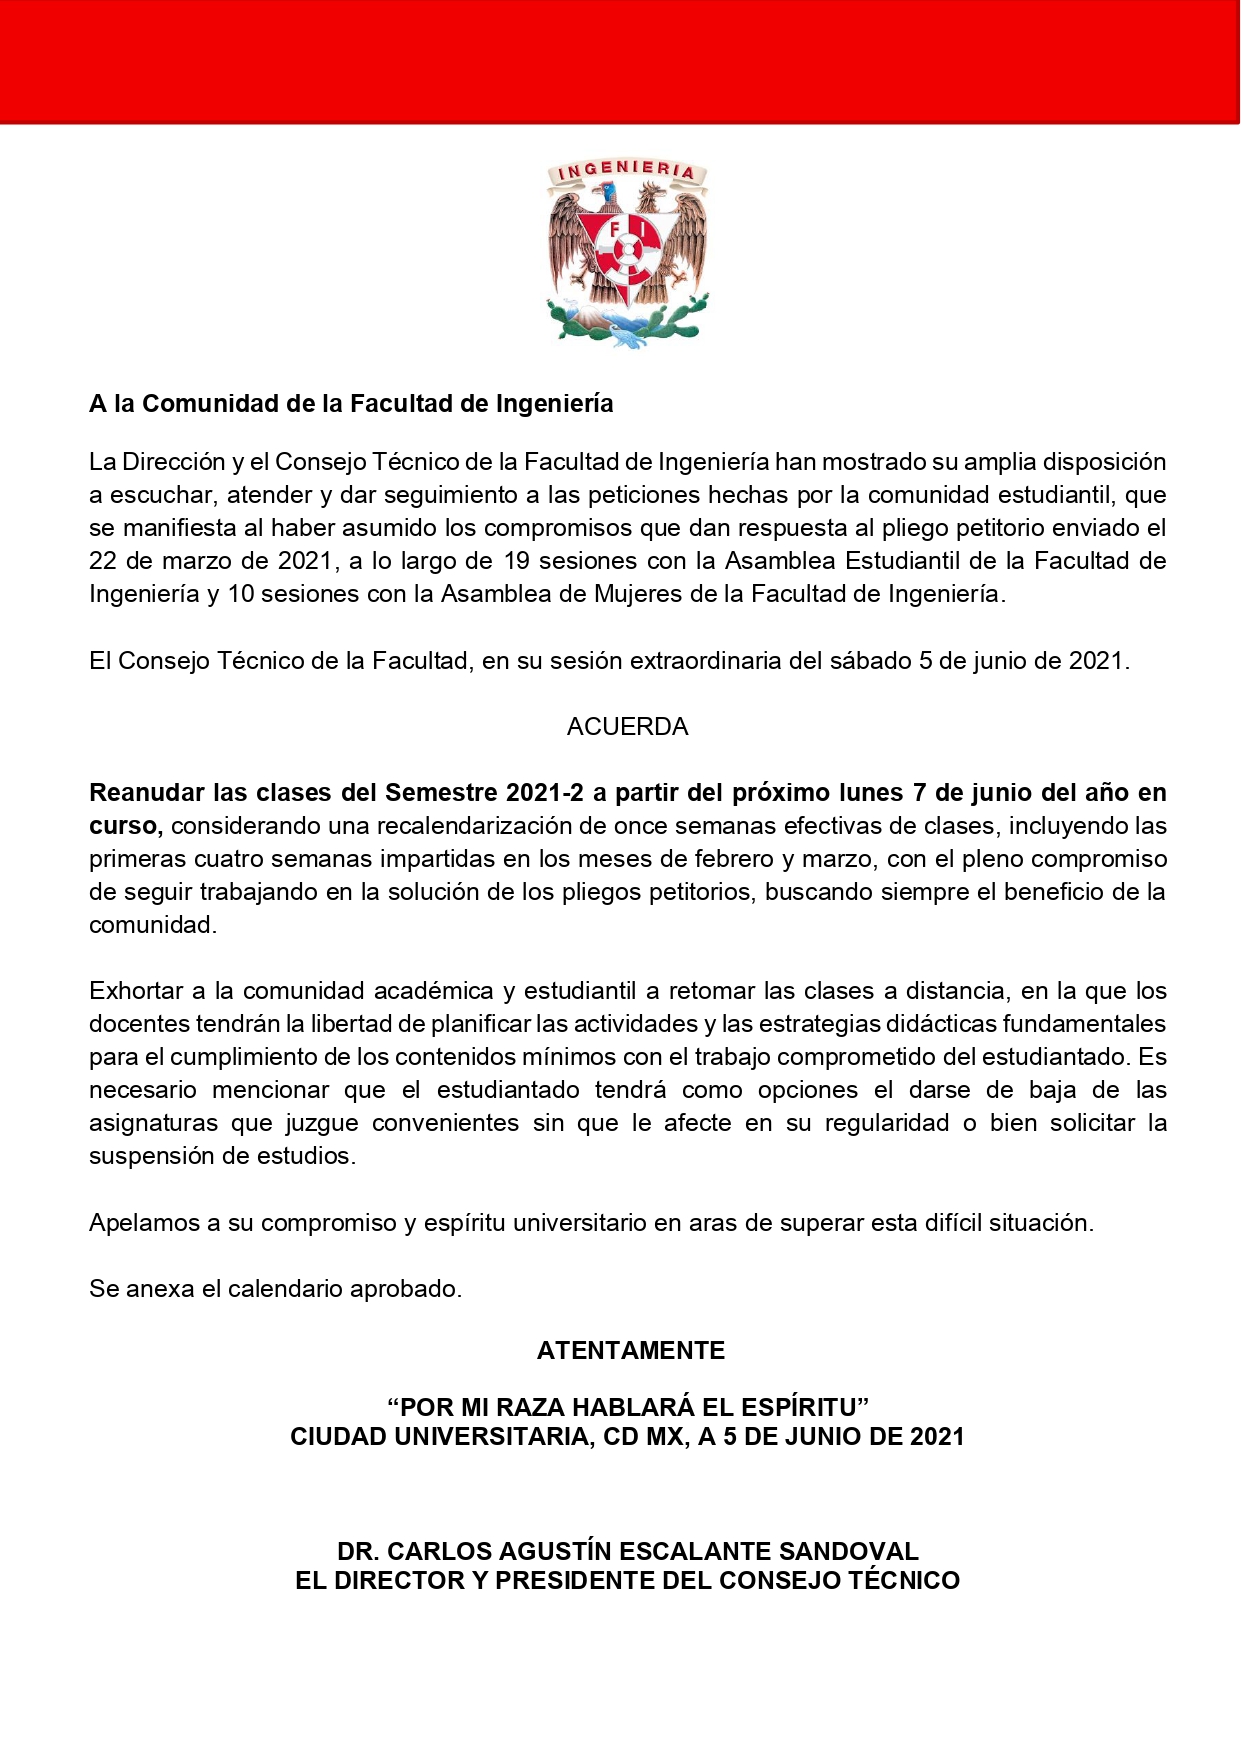 INGENIERIA
F I
A la Comunidad de la Facultad de Ingeniería
La Dirección y el Consejo Técnico de la Facultad de Ingeniería han mostrado su amplia disposición
a escuchar, atender y dar seguimiento a las peticiones hechas por la comunidad estudiantil, que
se manifiesta al haber asumido los compromisos que dan respuesta al pliego petitorio enviado el
22 de marzo de 2021, a lo largo de 19 sesiones con la Asamblea Estudiantil de la Facultad de
Ingeniería y 10 sesiones con la Asamblea de Mujeres de la Facultad de Ingeniería.
El Consejo Técnico de la Facultad, en su sesión extraordinaria del sábado 5 de junio de 2021.
ACUERDA
Reanudar las clases del Semestre 2021-2 a partir del próximo lunes 7 de junio del año en
curso, considerando una recalendarización de once semanas efectivas de clases, incluyendo las
primeras cuatro semanas impartidas en los meses de febrero y marzo, con el pleno compromiso
de seguir trabajando en la solución de los pliegos petitorios, buscando siempre el beneficio de la
comunidad.
Exhortar a la comunidad académica y estudiantil a retomar las clases a distancia, en la que los
docentes tendrán la libertad de planificar las actividades y las estrategias didácticas fundamentales
para el cumplimiento de los contenidos mínimos con el trabajo comprometido del estudiantado. Es
necesario mencionar que el estudiantado tendrá como opciones el darse de baja de las
asignaturas que juzgue convenientes sin que le afecte en su regularidad o bien solicitar la
suspensión de estudios.
Apelamos a su compromiso y espíritu universitario en aras de superar esta difícil situación.
Se anexa el calendario aprobado.
ATENTAMENTE
“POR MI RAZA HABLARÁ EL ESPÍRITU”
CIUDAD UNIVERSITARIA, CD MX, A 5 DE JUNIO DE 2021
DR. CARLOS AGUSTÍN ESCALANTE SANDOVAL
EL DIRECTOR Y PRESIDENTE DEL CONSEJO TÉCNICO